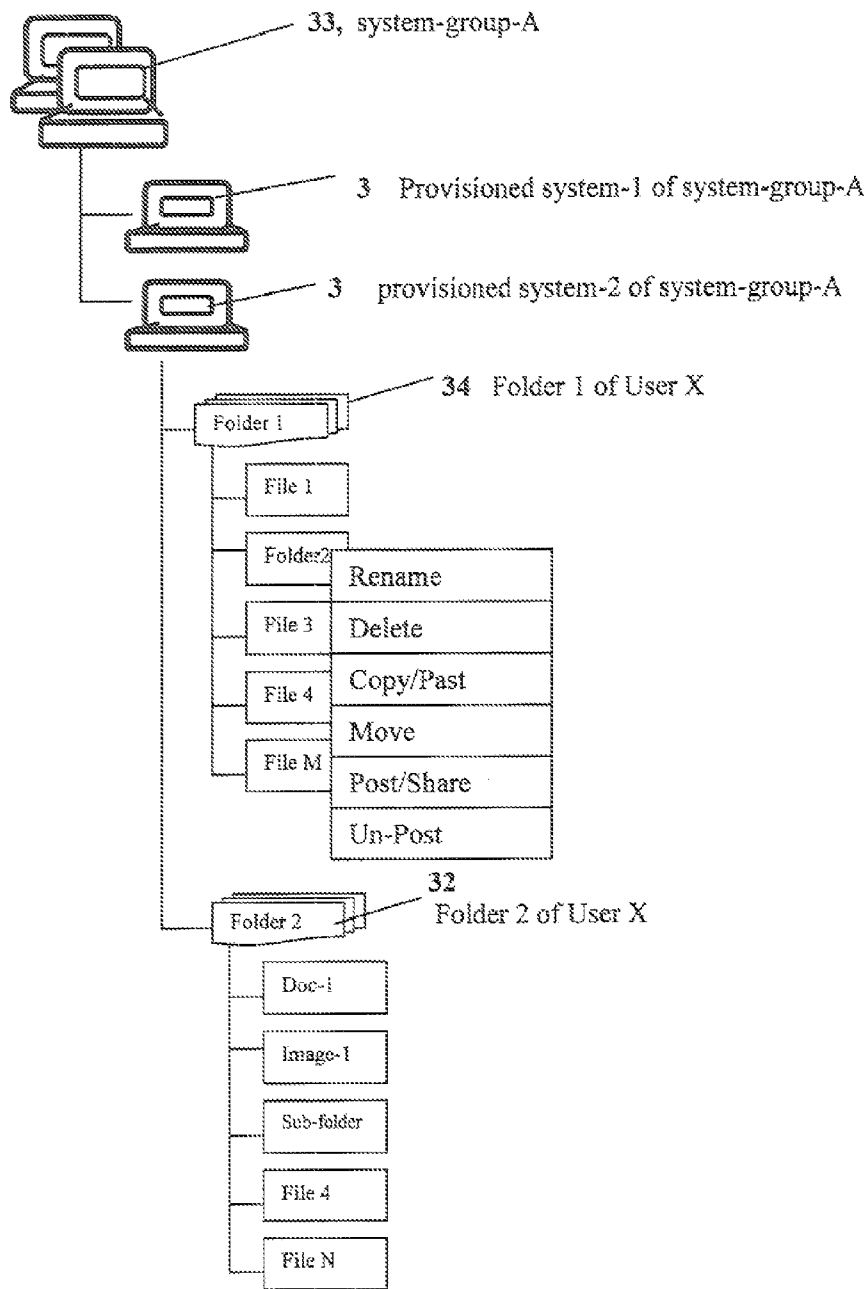 33, system-group-A
3 Provisioned system-1 of system-group-A
3 provisioned system-2 of system-group-A
34 Folder 1 of User X
Folder 1
File 1
Folder2
Rename
File 3
Delete
Copy/Past
File 4
Move
File M
Post/Share
Un-Post
32
Folder 2
Folder 2 of User X
Doc-1
Image-1
Sub-folder
File 4
File N